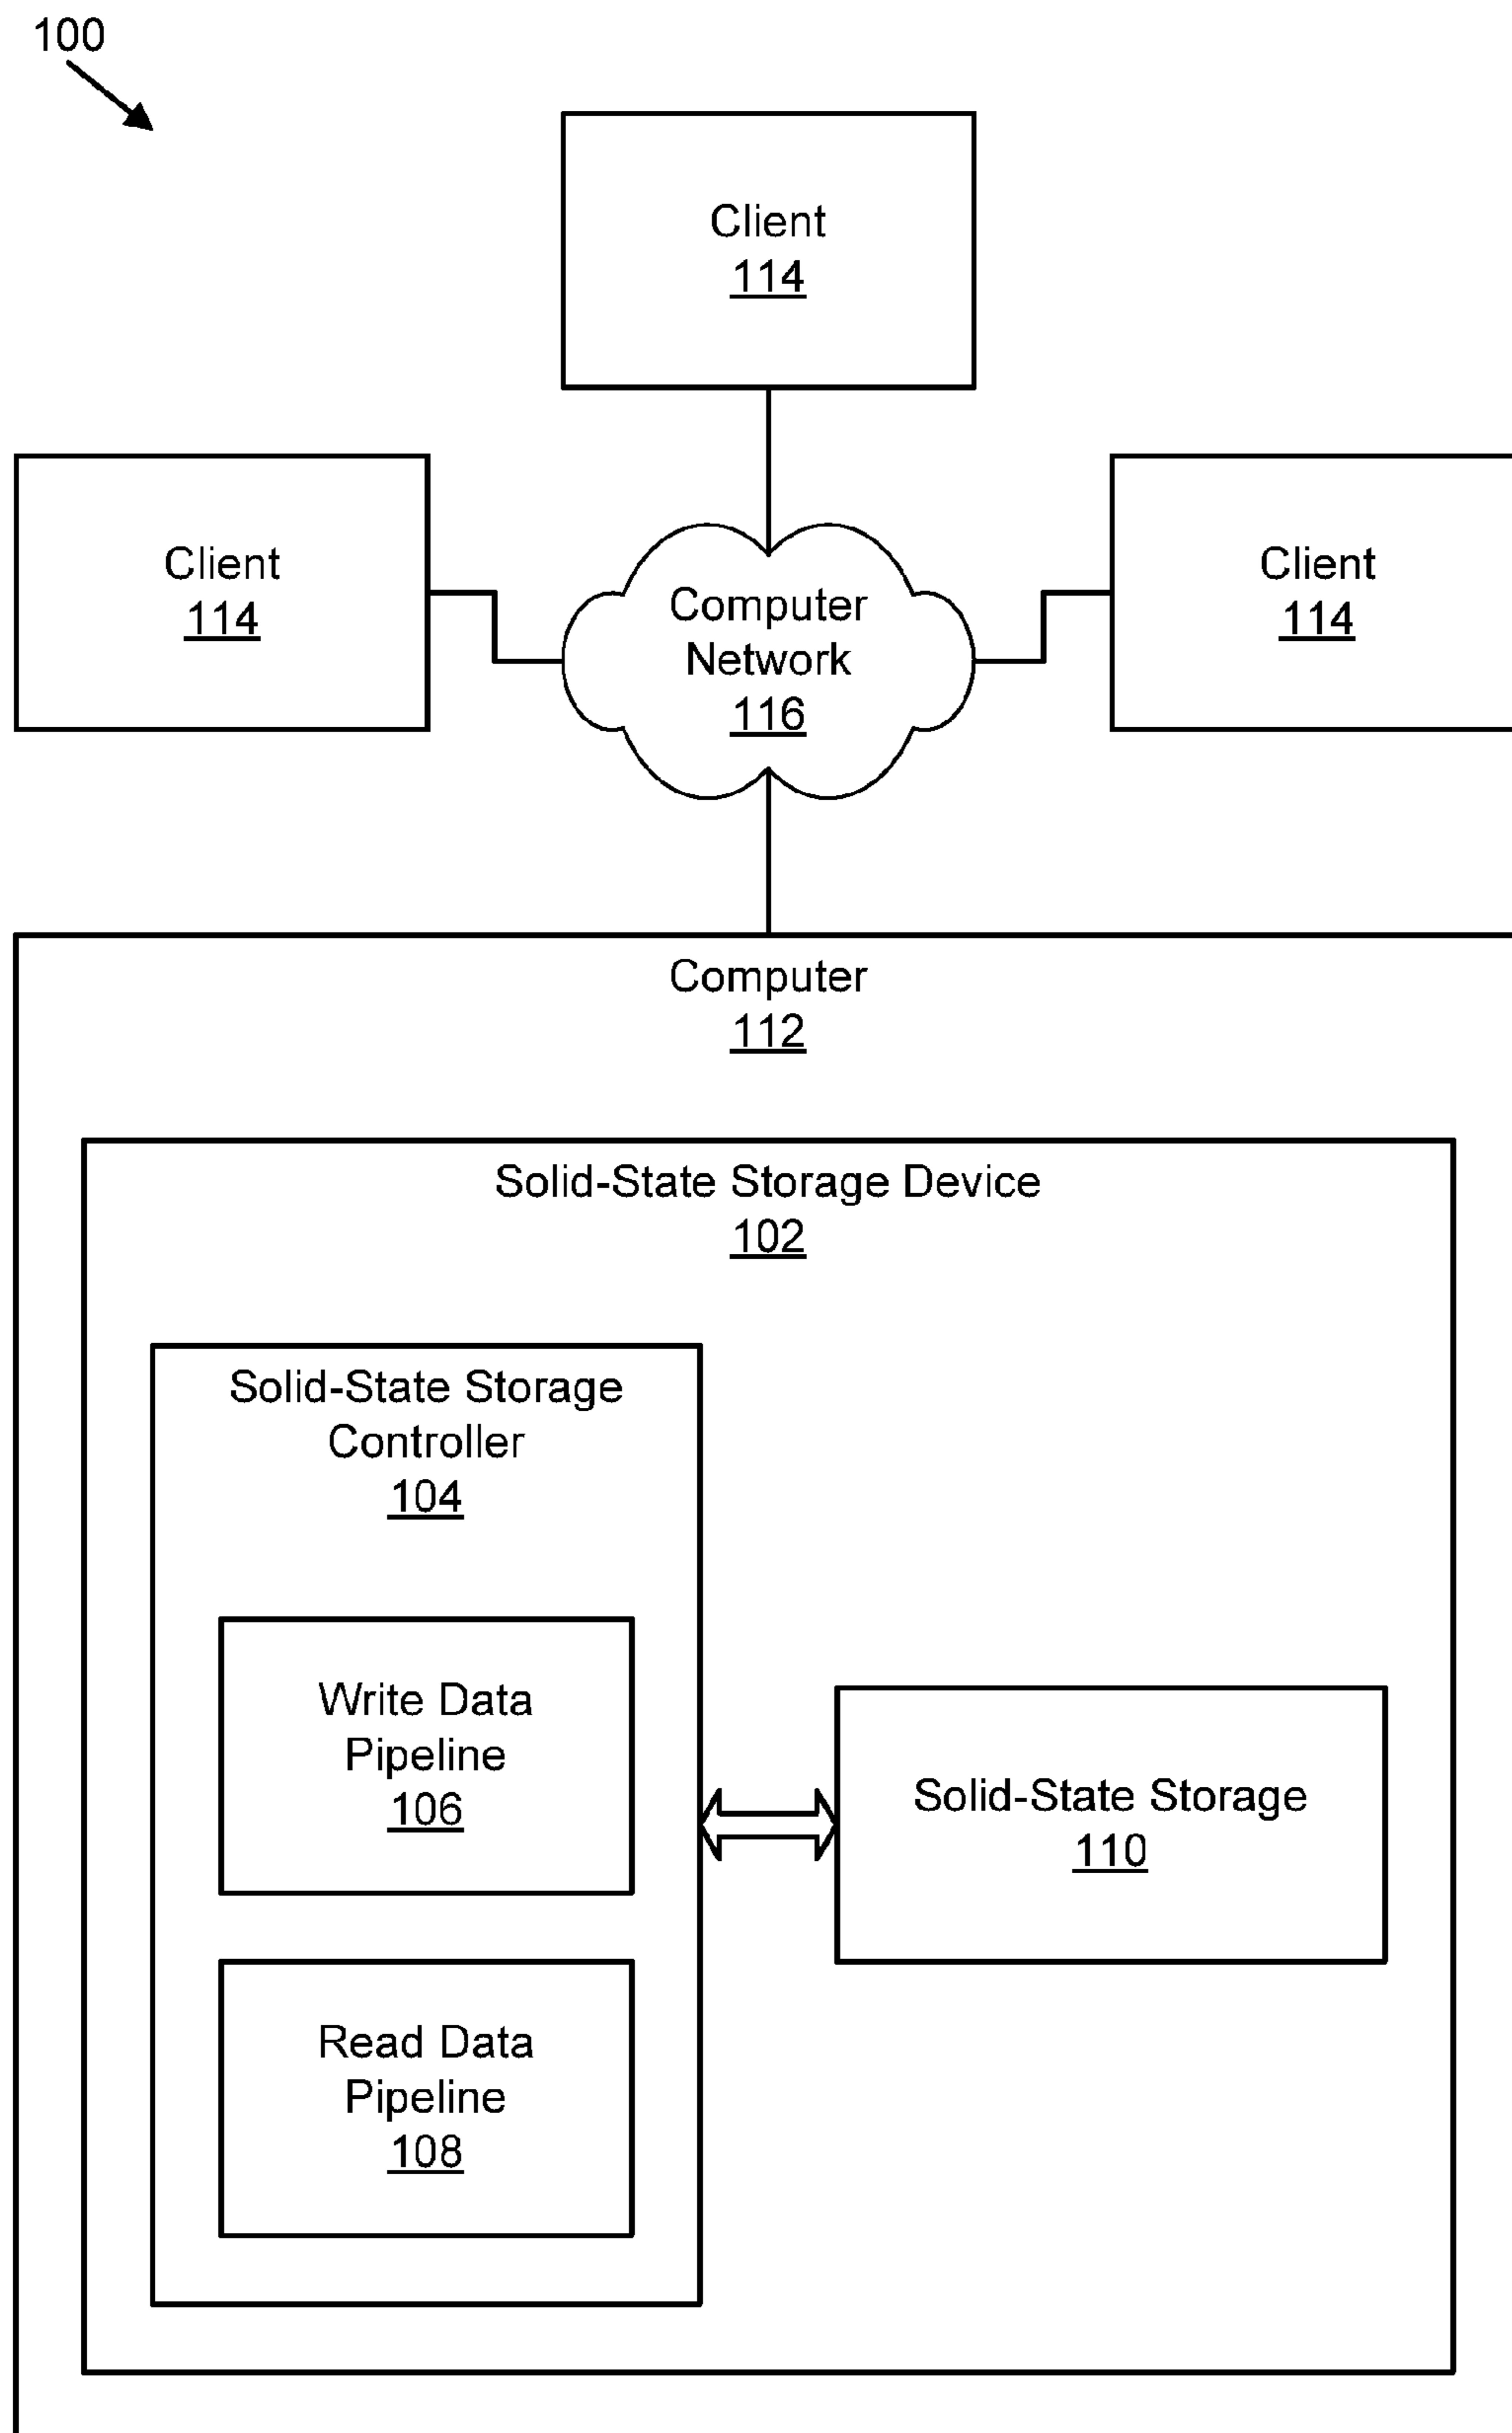 100
Client
114
Client
114
Computer
Network
116
Client
114
Computer
112
Solid-State Storage Device
102
Solid-State Storage
Controller
104
Write Data
Pipeline
106
Solid-State Storage
110
Read Data
Pipeline
108